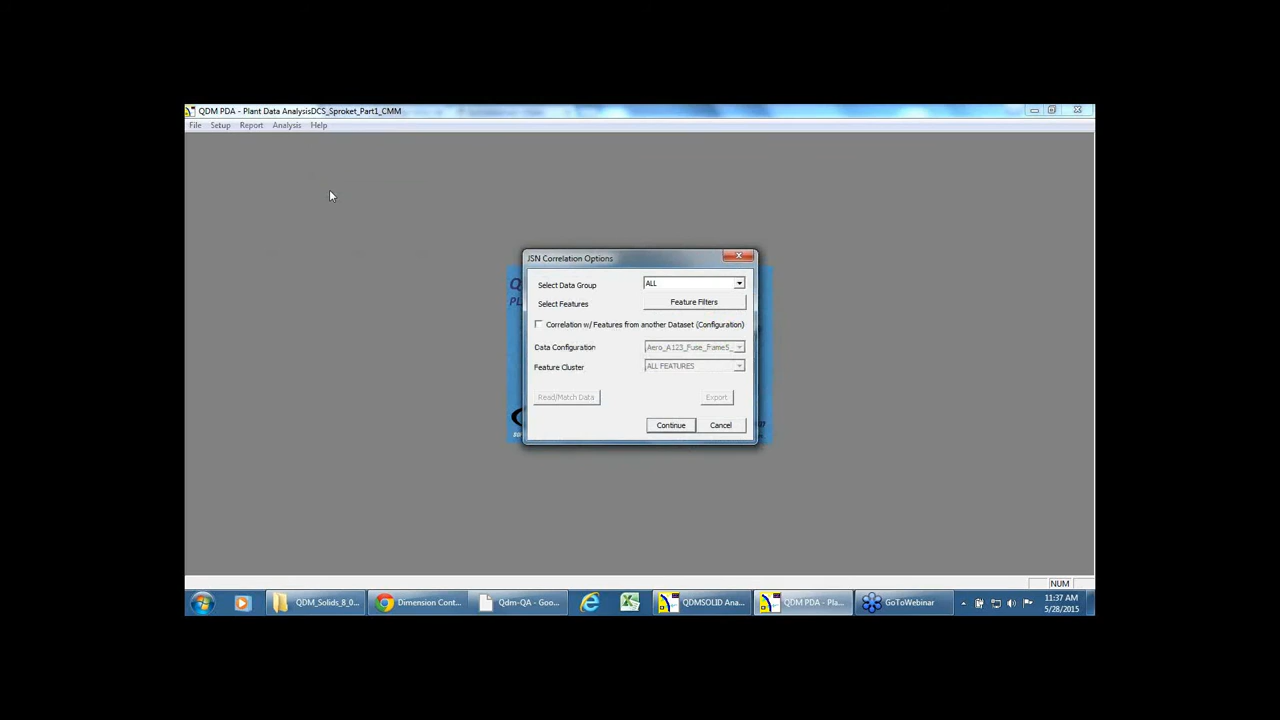 QDM PDA - Plant Data AnalysisDCS_Sproket_Part1_CMM
File Setup Report Analysis Help
JSN Correlation Options
Select Data Group ALL
Select Features Feature Filters
Correlation w/ Features from another Dataset (Configuration)
Data Configuration Aero_A123_Fuse_Frame5_
Feature Cluster ALL FEATURES
Read/Match Data Export
Continue Cancel
NUM
QDM_Solids_8_0... Dimension Cont... Qdm-QA - Goo... QDMSOLID Ana... QDM PDA - Pla... GoToWebinar 11:37 AM
5/28/2015